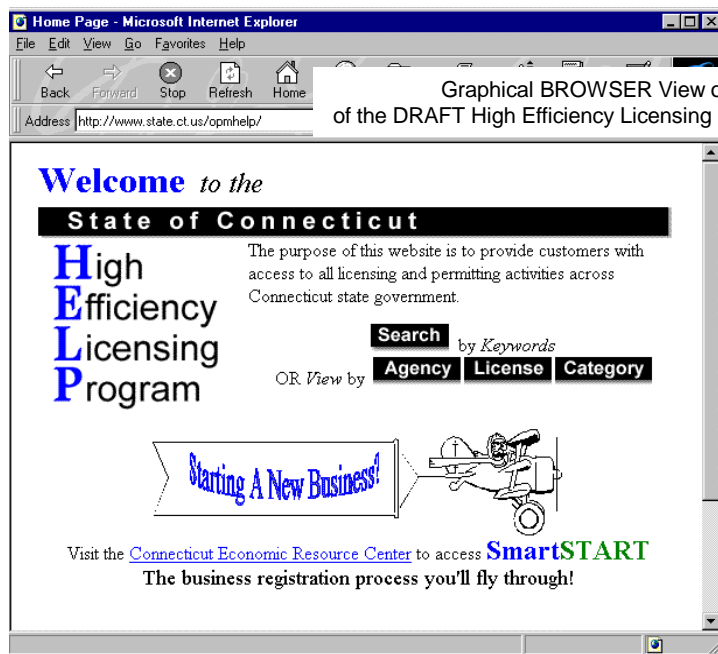 Home Page - Microsoft Internet Explorer
File Edit View Go Favorites Help
Back Forward Stop Refresh Home
Graphical BROWSER View
of the DRAFT High Efficiency Licensing
Address http://www.state.ct.us/opmhelp/
Welcome to the
State of Connecticut
High
Efficiency
Licensing
Program
The purpose of this website is to provide customers with
access to all licensing and permitting activities across
Connecticut state government.
Search by Keywords
OR View by Agency License Category
Starting A New Business?
Visit the Connecticut Economic Resource Center to access SmartSTART
The business registration process you'll fly through!